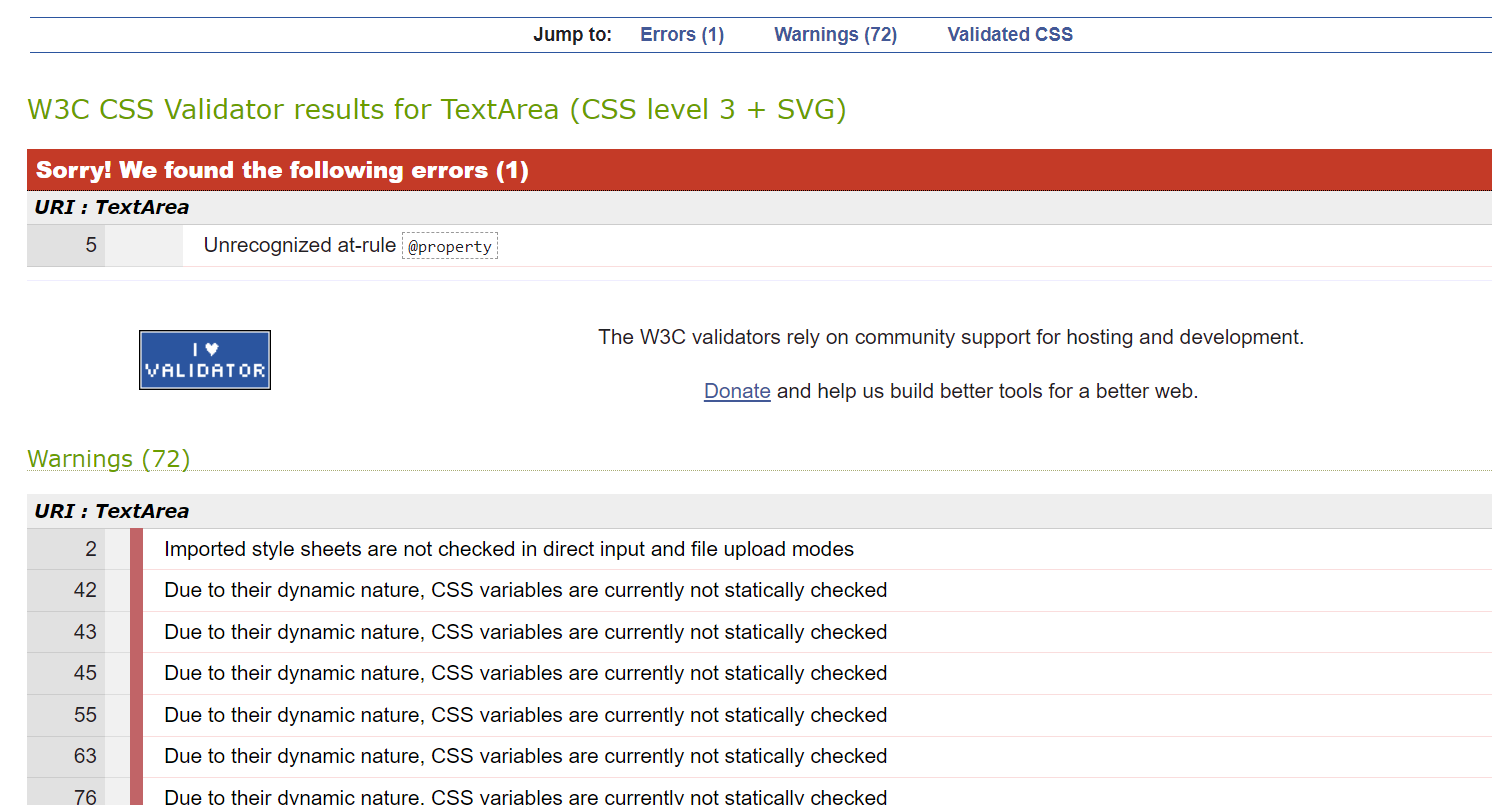 Jump to: Errors (1) Warnings (72) Validated CSS
W3C CSS Validator results for TextArea (CSS level 3 + SVG)
Sorry! We found the following errors (1)
URI : TextArea
5 Unrecognized at-rule @property
I ♥
VALIDATOR
The W3C validators rely on community support for hosting and development.
Donate and help us build better tools for a better web.
Warnings (72)
URI : TextArea
2 Imported style sheets are not checked in direct input and file upload modes
42 Due to their dynamic nature, CSS variables are currently not statically checked
43 Due to their dynamic nature, CSS variables are currently not statically checked
45 Due to their dynamic nature, CSS variables are currently not statically checked
55 Due to their dynamic nature, CSS variables are currently not statically checked
63 Due to their dynamic nature, CSS variables are currently not statically checked
76 Due to their dynamic nature, CSS variables are currently not statically checked